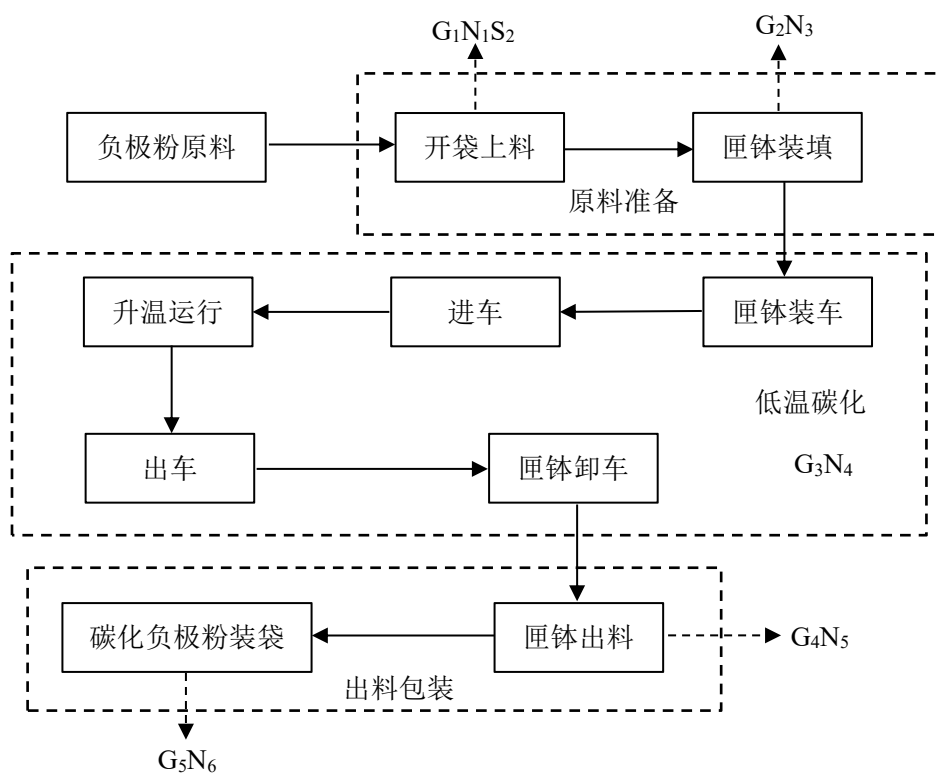 G₁N₁S₂
G₂N₃
负极粉原料
开袋上料
匣钵装填
原料准备
升温运行
进车
匣钵装车
低温碳化
出车
匣钵卸车
G₃N₄
碳化负极粉装袋
匣钵出料
G₄N₅
出料包装
G₅N₆